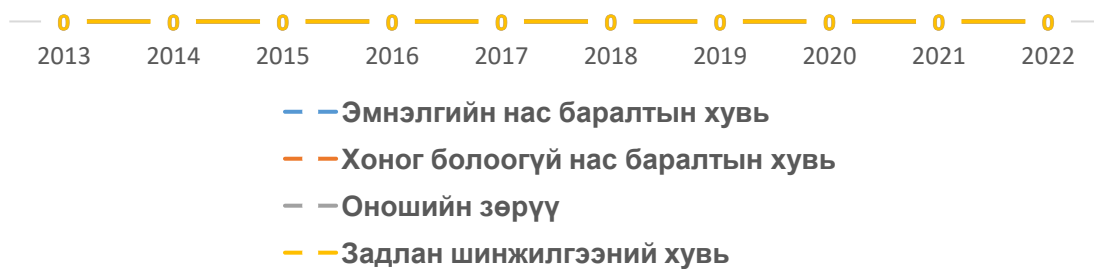 0 0 0 0 0 0 0 0 0 0
2013 2014 2015 2016 2017 2018 2019 2020 2021 2022
Эмнэлгийн нас баралтын хувь
Хоног болоогүй нас баралтын хувь
Оношийн зөрүү
Задлан шинжилгээний хувь